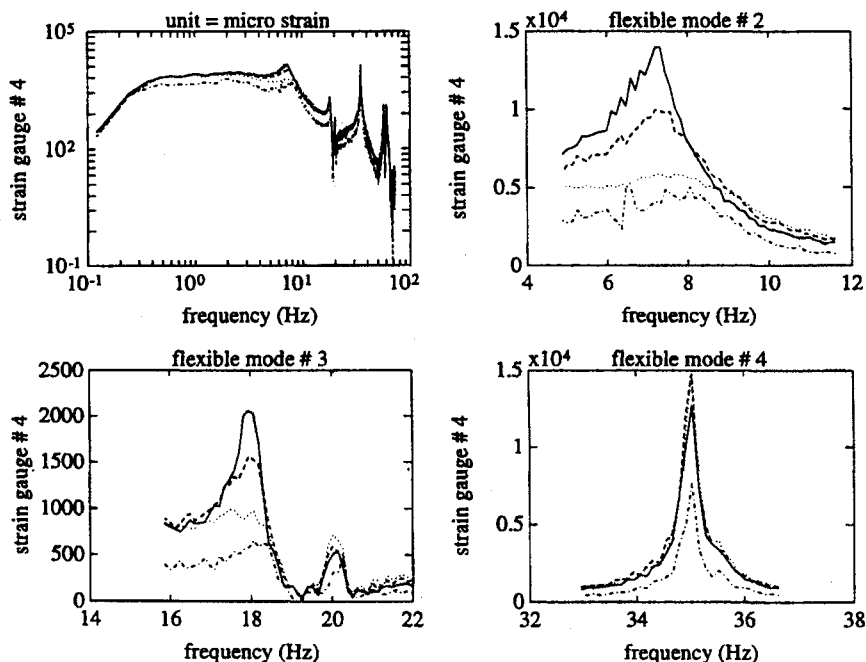 unit = micro strain
10^5
10^2
10^-1
strain gauge # 4
10^-1
10^0
10^1
10^2
frequency (Hz)
flexible mode # 2
1.5
x10^4
1
0.5
0
strain gauge # 4
4
6
8
10
12
frequency (Hz)
flexible mode # 3
2500
2000
1500
1000
500
0
strain gauge # 4
14
16
18
20
22
frequency (Hz)
flexible mode # 4
1.5
x10^4
1
0.5
0
strain gauge # 4
32
34
36
38
frequency (Hz)